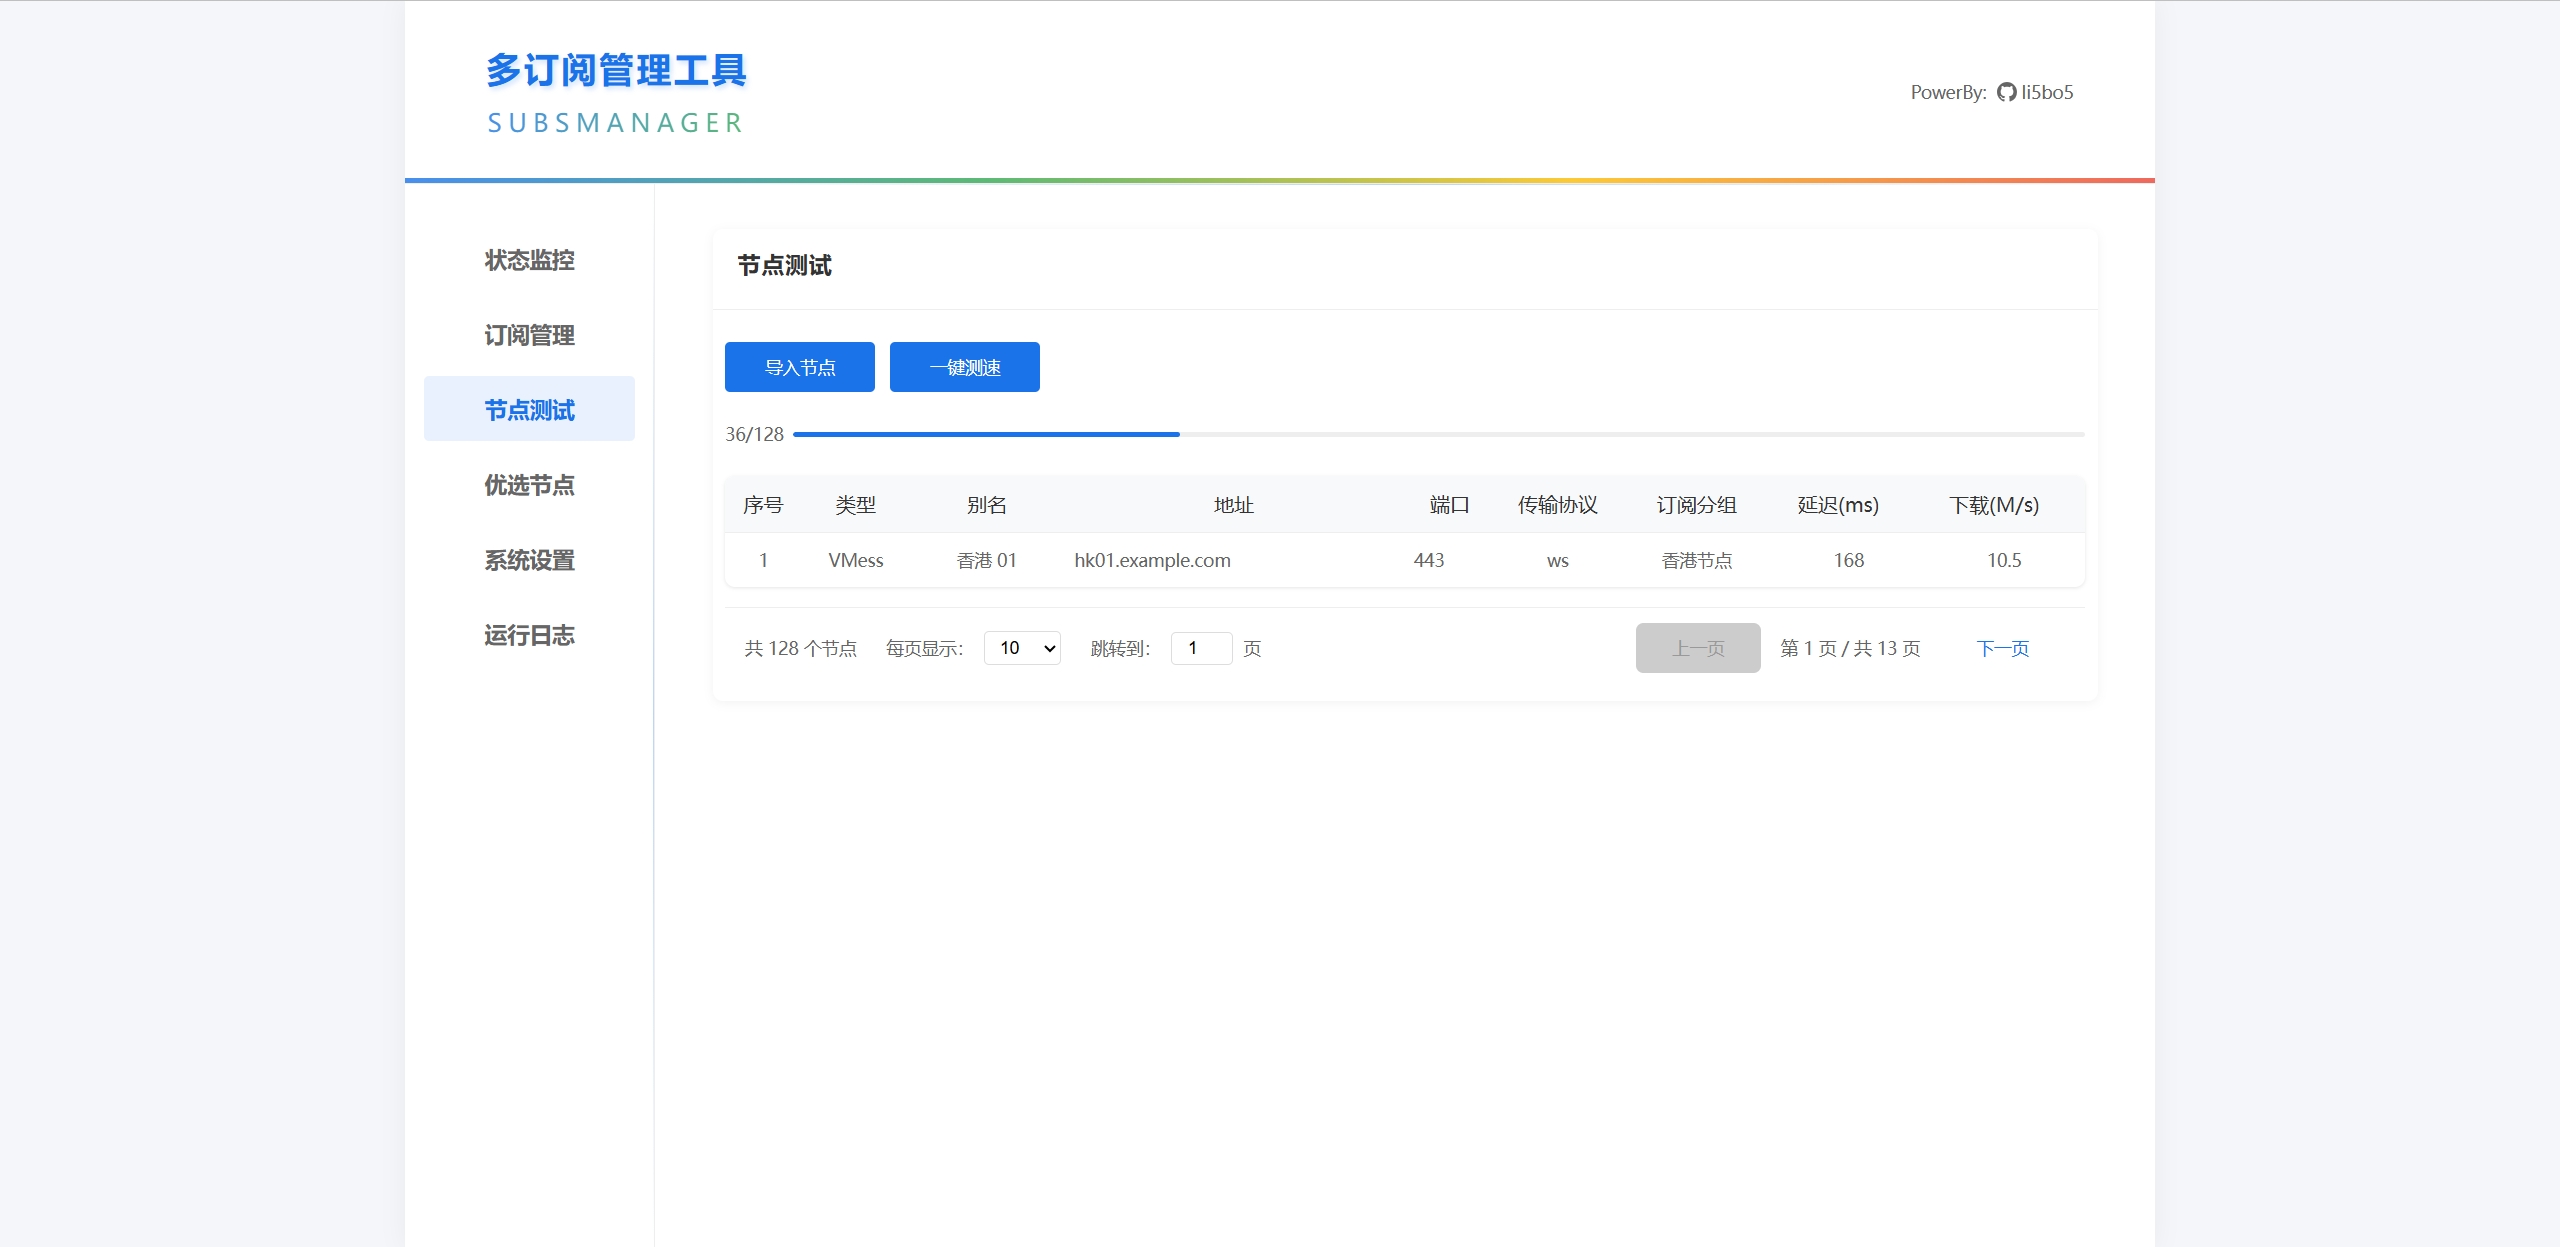 多订阅管理工具
SUBSMANAGER
PowerBy: li5bo5
状态监控
订阅管理
节点测试
优选节点
系统设置
运行日志
节点测试
导入节点 一键测速
36/128
序号 类型 别名 地址 端口 传输协议 订阅分组 延迟(ms) 下载(M/s)
1 VMess 香港 01 hk01.example.com 443 ws 香港节点 168 10.5
共 128 个节点 每页显示: 10 跳转到: 1 页 上一页 第 1 页 / 共 13 页 下一页